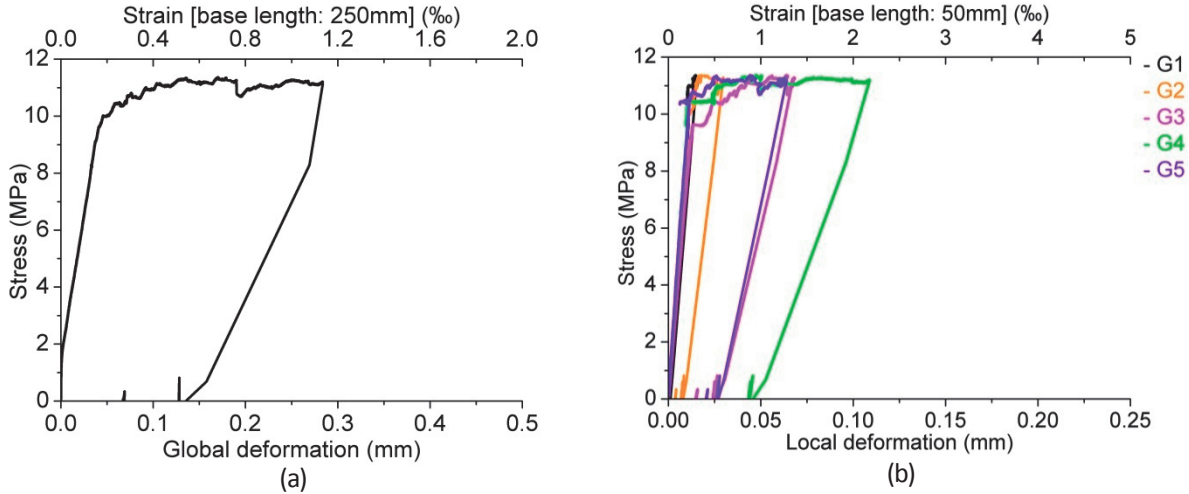 Strain [base length: 250mm] (‰)
0.0 0.4 0.8 1.2 1.6 2.0
12
10
8
6
4
2
0
Stress (MPa)
0.0 0.1 0.2 0.3 0.4 0.5
Global deformation (mm)
(a)
Strain [base length: 50mm] (‰)
0 1 2 3 4 5
12
10
8
6
4
2
0
Stress (MPa)
0.00 0.05 0.10 0.15 0.20 0.25
Local deformation (mm)
- G1
- G2
- G3
- G4
- G5
(b)